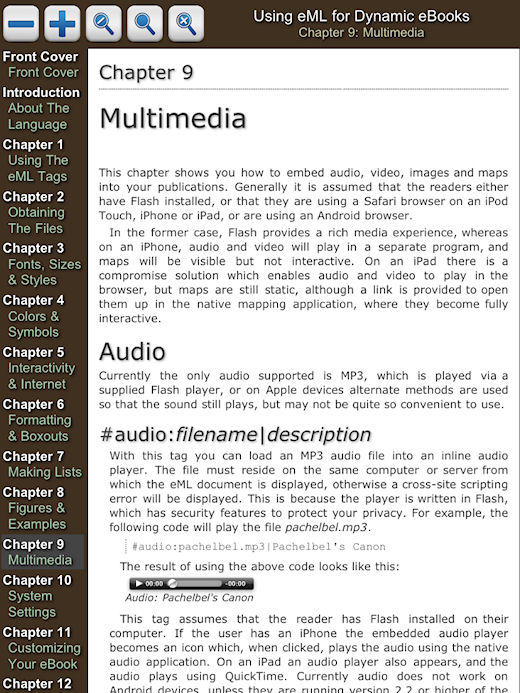 Using eML for Dynamic eBooks
Chapter 9: Multimedia
Front Cover
Front Cover
Introduction
About The
Language
Chapter 1
Using The
eML Tags
Chapter 2
Obtaining
The Files
Chapter 3
Fonts, Sizes
& Styles
Chapter 4
Colors &
Symbols
Chapter 5
Interactivity
& Internet
Chapter 6
Formatting
& Boxouts
Chapter 7
Making Lists
Chapter 8
Figures &
Examples
Chapter 9
Multimedia
Chapter 10
System
Settings
Chapter 11
Customizing
Your eBook
Chapter 12
Chapter 9
Multimedia
This chapter shows you how to embed audio, video, images and maps
into your publications. Generally it is assumed that the readers either
have Flash installed, or that they are using a Safari browser on an iPod
Touch, iPhone or iPad, or are using an Android browser.
In the former case, Flash provides a rich media experience, whereas
on an iPhone, audio and video will play in a separate program, and
maps will be visible but not interactive. On an iPad there is a
compromise solution which enables audio and video to play in the
browser, but maps are still static, although a link is provided to open
them up in the native mapping application, where they become fully
interactive.
Audio
Currently the only audio supported is MP3, which is played via a
supplied Flash player, or on Apple devices alternate methods are used
so that the sound still plays, but may not be quite so convenient to use.
#audio:filename|description
With this tag you can load an MP3 audio file into an inline audio
player. The file must reside on the same computer or server from
which the eML document is displayed, otherwise a cross-site scripting
error will be displayed. This is because the player is written in Flash,
which has security features to protect your privacy. For example, the
following code will play the file pachelbel.mp3.
#audio:pachelbel.mp3|Pachelbel's Canon
The result of using the above code looks like this:
00:00 -00:00
Audio: Pachelbel's Canon
This tag assumes that the reader has Flash installed on their
computer. If the user has an iPhone the embedded audio player
becomes an icon which, when clicked, plays the audio using the native
audio application. On an iPad an audio player also appears, and the
audio plays using QuickTime. Currently audio does not work on
Android devices, unless they are running version 2.2 or higher of the